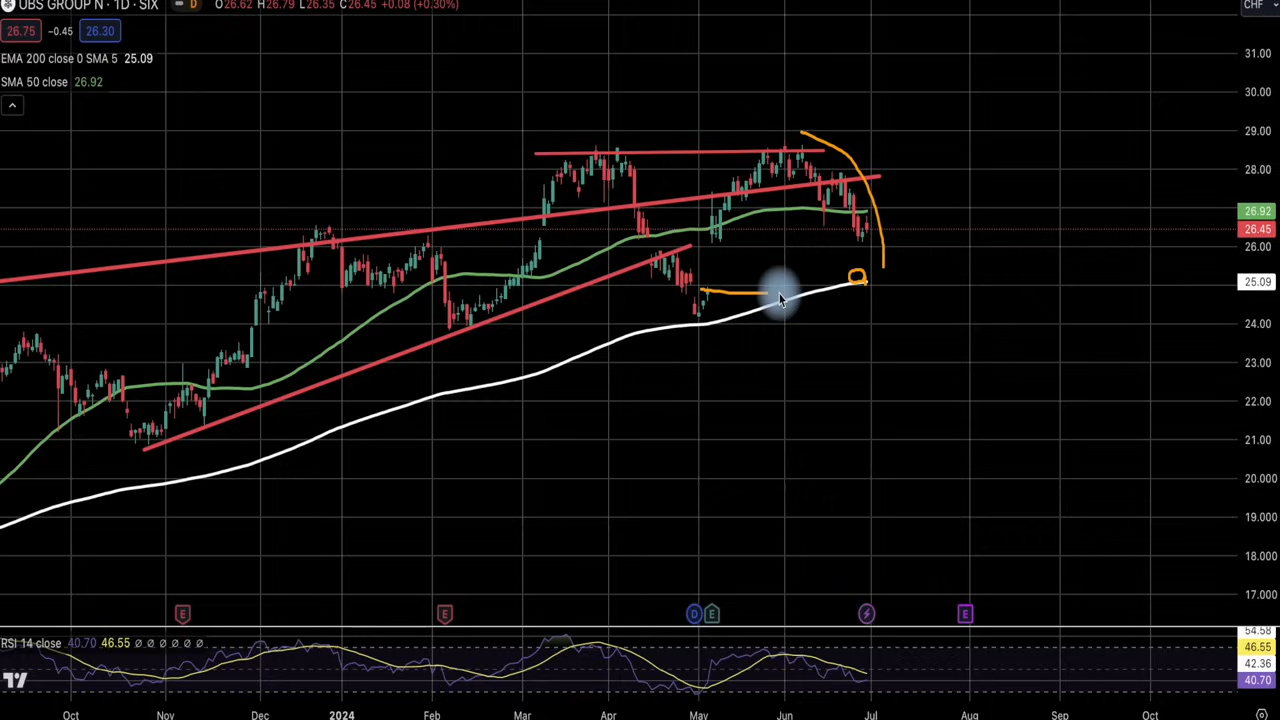 UBS GROUP N · 1D · SIX D O26.62 H26.79 L26.35 C26.45 +0.08 (+0.30%) CHF
26.75 −0.45 26.30
EMA 200 close 0 SMA 5 25.09
SMA 50 close 26.92
31.00
30.00
29.00
28.00
26.92
26.45
26.00
25.09
24.00
23.00
22.00
21.00
20.000
19.000
18.000
17.000
E E D E E
RSI 14 close 40.70 46.55 Ø Ø Ø Ø Ø Ø
54.58
46.55
42.36
40.70
Oct Nov Dec 2024 Feb Mar Apr May Jun Jul Aug Sep Oct